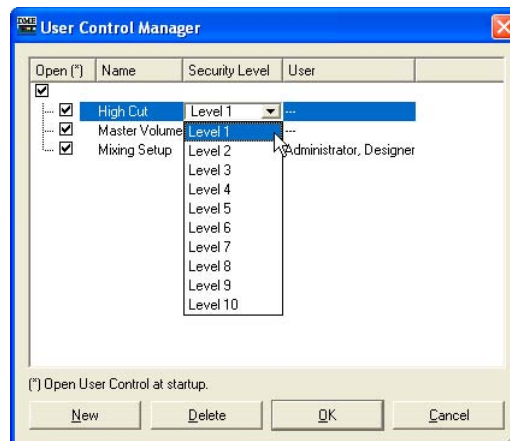 DME User Control Manager
Open (*) Name Security Level User
High Cut Level 1 ---
Master Volume Level 1 ---
Mixing Setup Level 2 Administrator, Designer
Level 3
Level 4
Level 5
Level 6
Level 7
Level 8
Level 9
Level 10
(*) Open User Control at startup.
New Delete OK Cancel